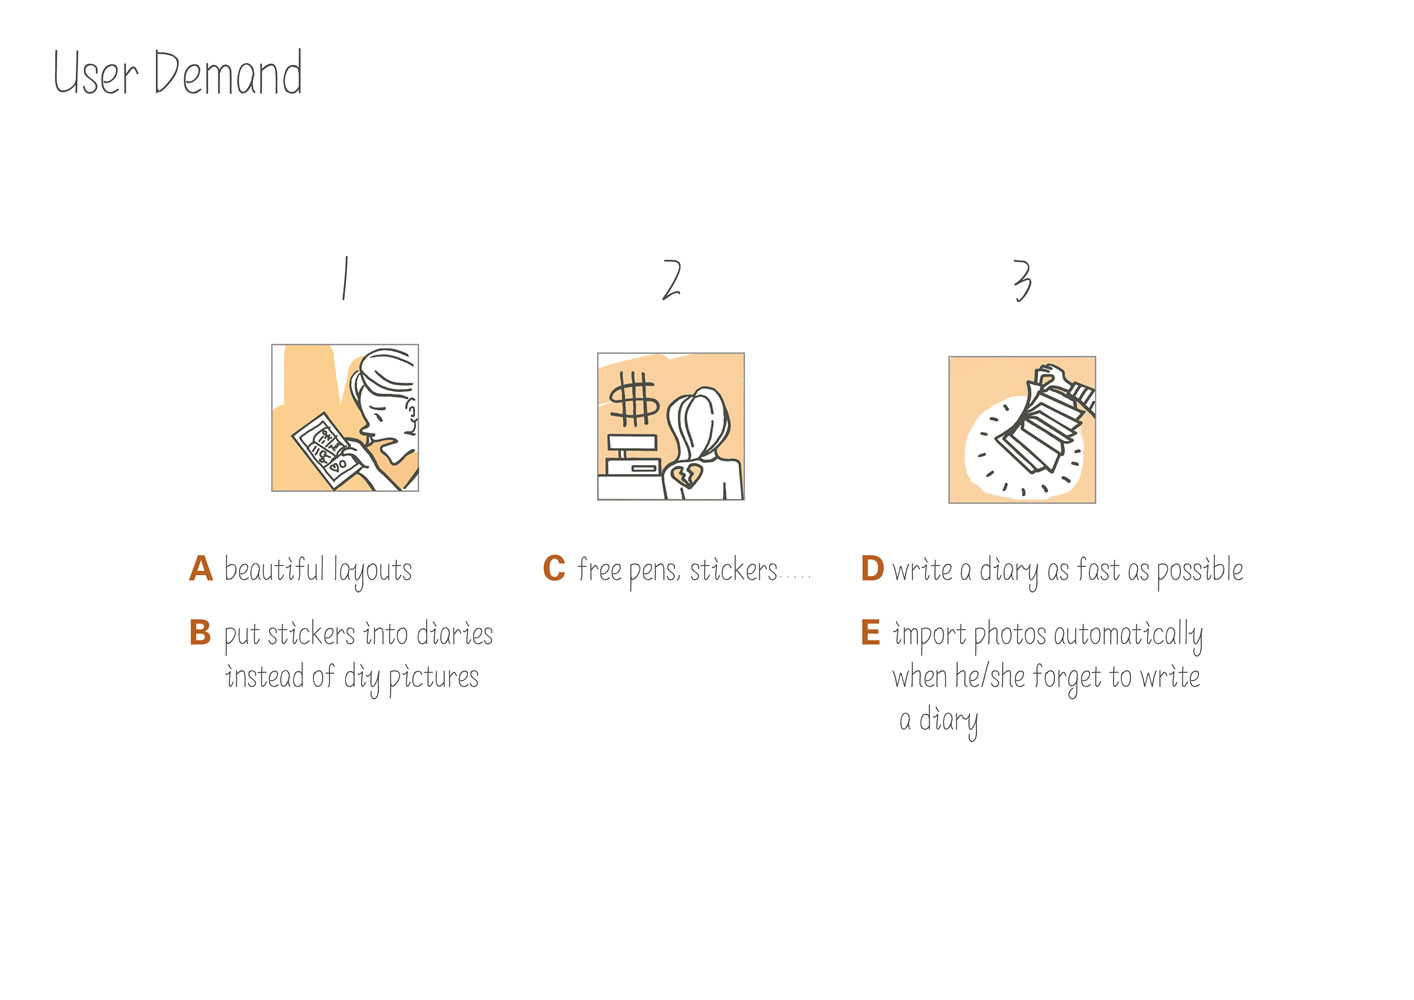 User Demand
1
2
3
A beautiful layouts
B put stickers into diaries
instead of diy pictures
C free pens, stickers.....
D write a diary as fast as possible
E import photos automatically
when he/she forget to write
a diary
$